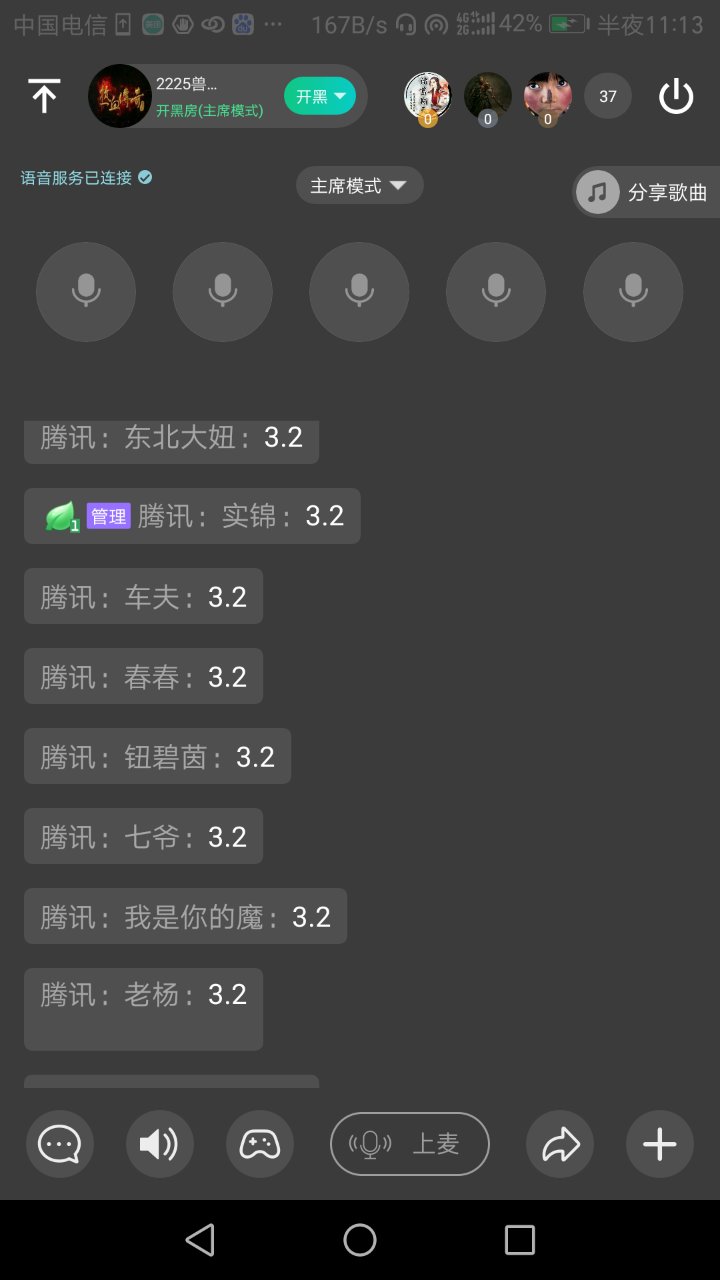 中国电信 ... 167B/s 4G 2G 42% 半夜11:13
2225兽...
开黑房(主席模式)
开黑
0
0
0
37
语音服务已连接
主席模式
分享歌曲
腾讯：东北大妞：3.2
1 管理 腾讯：实锦：3.2
腾讯：车夫：3.2
腾讯：春春：3.2
腾讯：钮碧茵：3.2
腾讯：七爷：3.2
腾讯：我是你的魔：3.2
腾讯：老杨：3.2
上麦